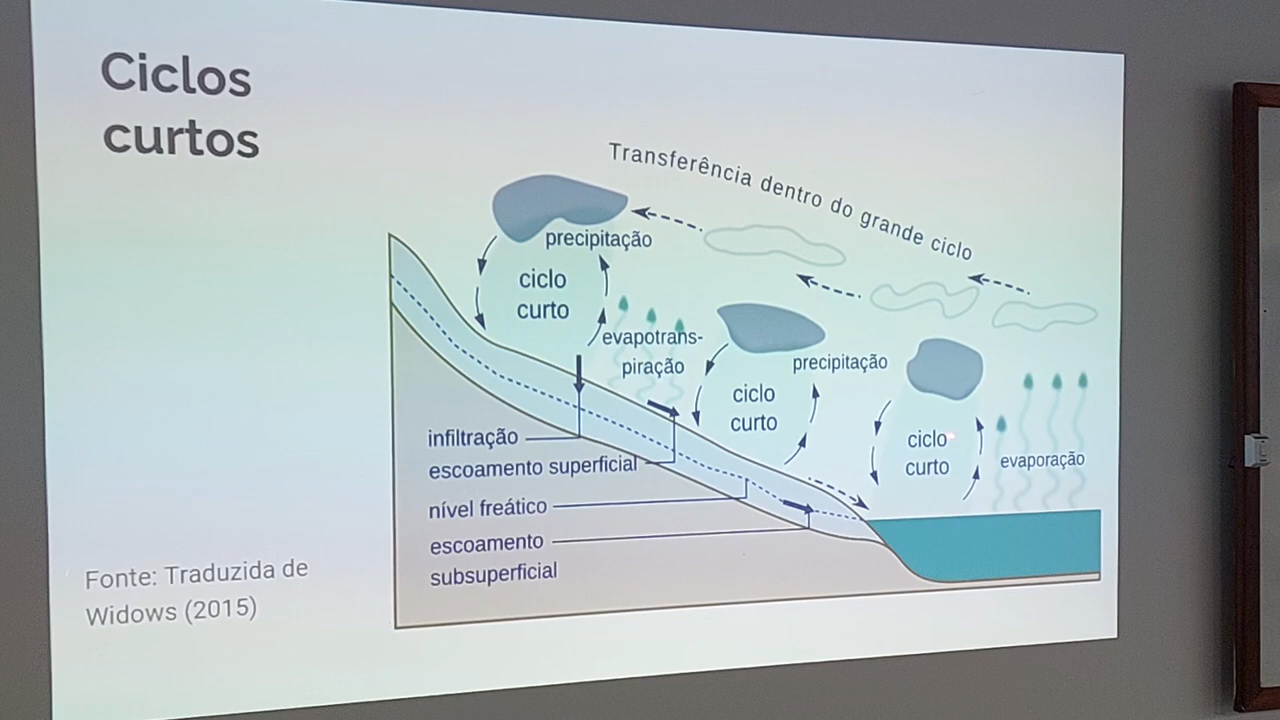 Ciclos
curtos
Transferência dentro do grande ciclo
precipitação
ciclo
curto
evapotrans-
piração
precipitação
ciclo
curto
ciclo
curto
evaporação
infiltração
escoamento superficial
nível freático
escoamento
subsuperficial
Fonte: Traduzida de
Widows (2015)